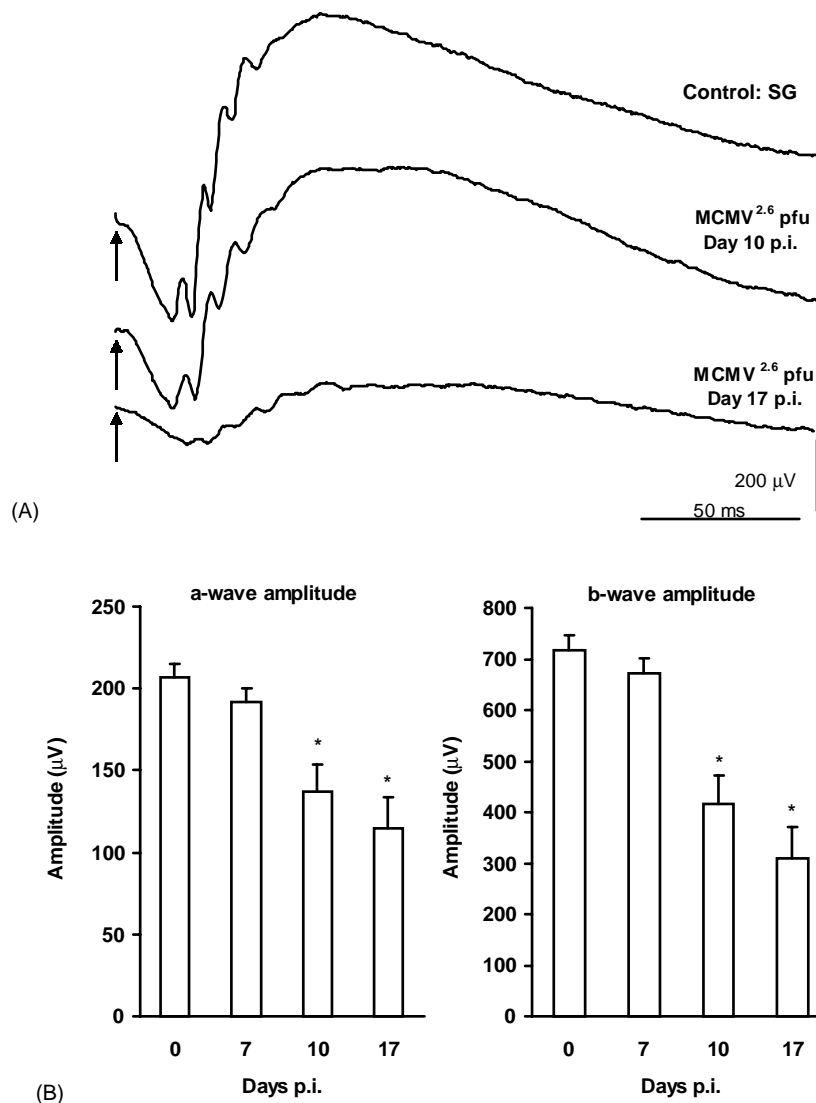 Control: SG
MCMV 2.6 pfu
Day 10 p.i.
MCMV 2.6 pfu
Day 17 p.i.
200 μV
50 ms
(A)
a-wave amplitude
250
200
150
100
50
0
Amplitude (μV)
*
*
0 7 10 17
Days p.i.
b-wave amplitude
800
700
600
500
400
300
200
100
0
Amplitude (μV)
*
*
0 7 10 17
Days p.i.
(B)